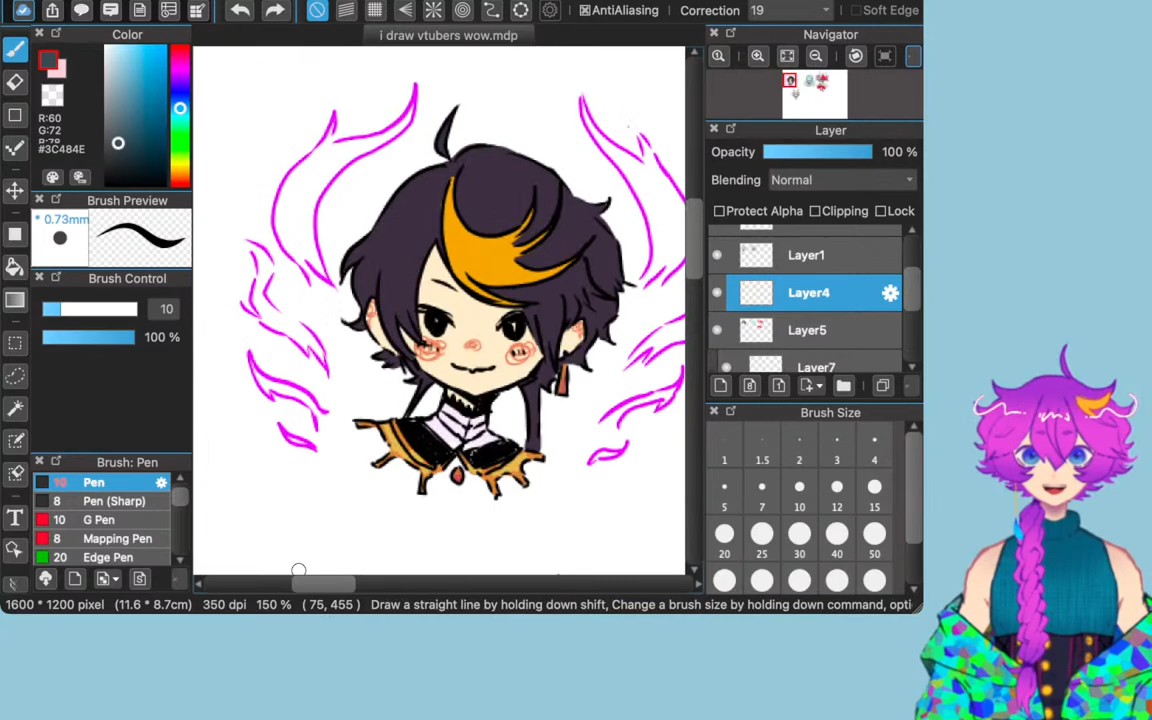 AntiAliasing Correction 19 Soft Edge
i draw vtubers wow.mdp
Color
R:60
G:72
#3C484E
Brush Preview
* 0.73mm
Brush Control
10
100 %
Brush: Pen
10 Pen
8 Pen (Sharp)
10 G Pen
8 Mapping Pen
20 Edge Pen
Navigator
Layer
Opacity 100 %
Blending Normal
Protect Alpha Clipping Lock
Layer1
Layer4
Layer5
Layer7
Brush Size
1 1.5 2 3 4
5 7 10 12 15
20 25 30 40 50
1600 * 1200 pixel (11.6 * 8.7cm) 350 dpi 150 % ( 75, 455 ) Draw a straight line by holding down shift, Change a brush size by holding down command, opti